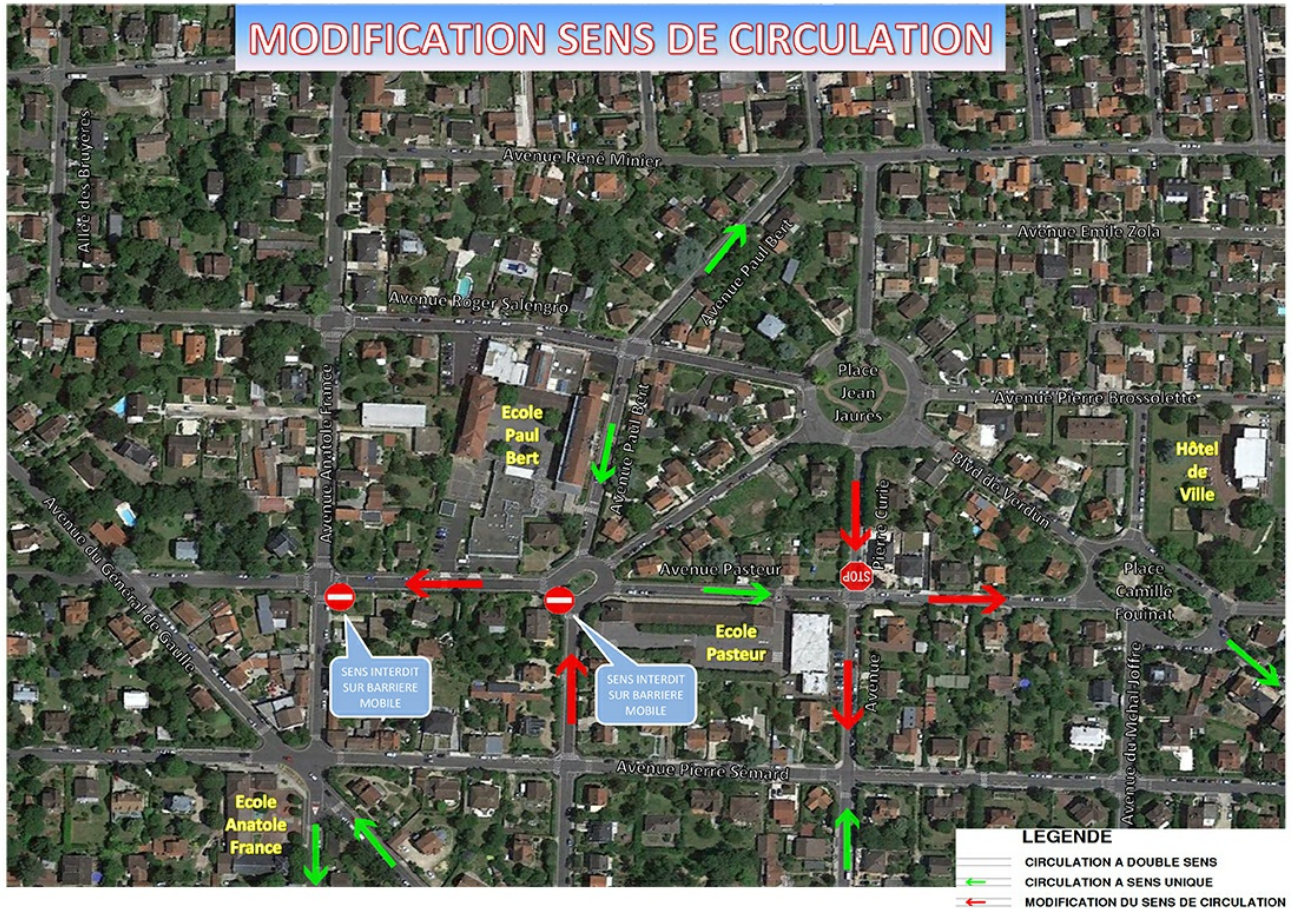 MODIFICATION SENS DE CIRCULATION
Allée des Bruyères
Avenue René Minier
Avenue Emile Zola
Avenue Paul Bert
Avenue Roger Salengro
Place
Jean
Jaurès
Avenue Pierre Brossolette
Avenue Anatole France
Ecole
Paul
Bert
Avenue Paul Bert
Hôtel
de
Ville
Blvd de Verdun
Pierre Curie
Avenue du Général de Gaulle
Avenue Pasteur
STOP
Place
Camille
Fouinat
Ecole
Pasteur
SENS INTERDIT
SUR BARRIERE
MOBILE
SENS INTERDIT
SUR BARRIERE
MOBILE
Avenue
Avenue du Mchal Joffre
Avenue Pierre Sémard
Ecole
Anatole
France
LEGENDE
CIRCULATION A DOUBLE SENS
CIRCULATION A SENS UNIQUE
MODIFICATION DU SENS DE CIRCULATION